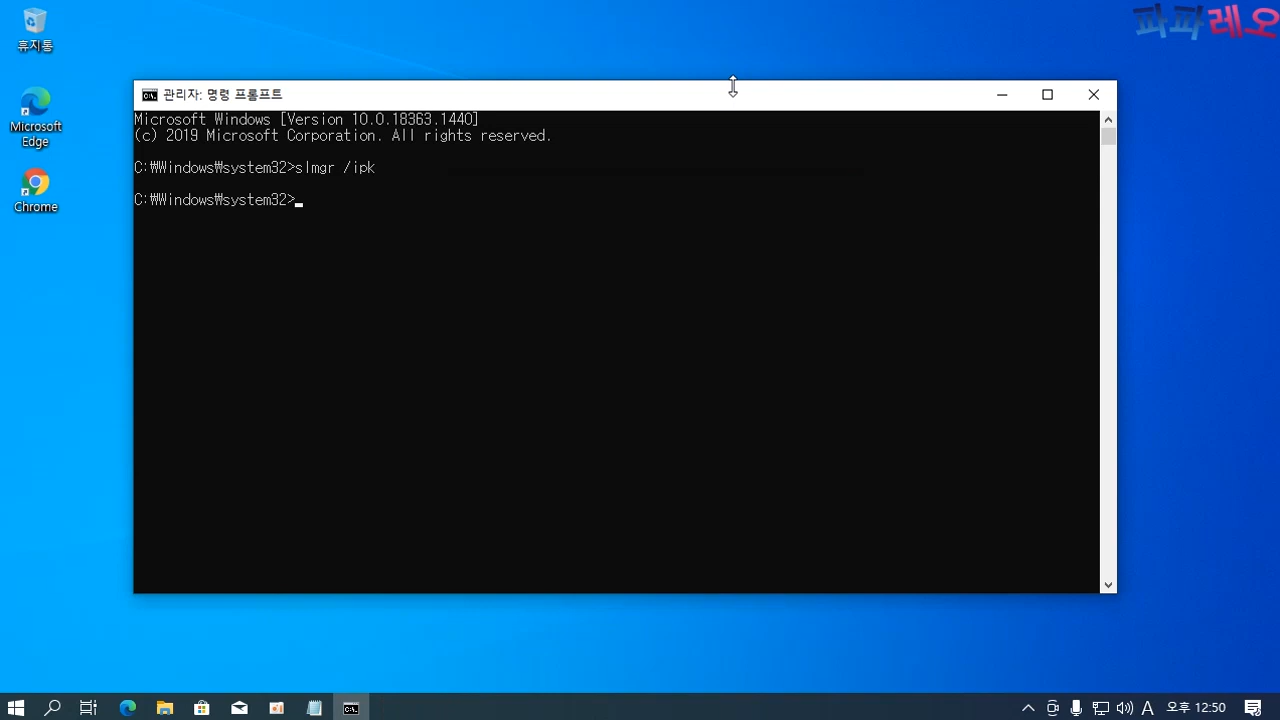 파파레오
휴지통
Microsoft
Edge
Chrome
관리자: 명령 프롬프트
Microsoft Windows [Version 10.0.18363.1440]
(c) 2019 Microsoft Corporation. All rights reserved.
C:₩Windows₩system32>slmgr /ipk
C:₩Windows₩system32>
A
오후 12:50